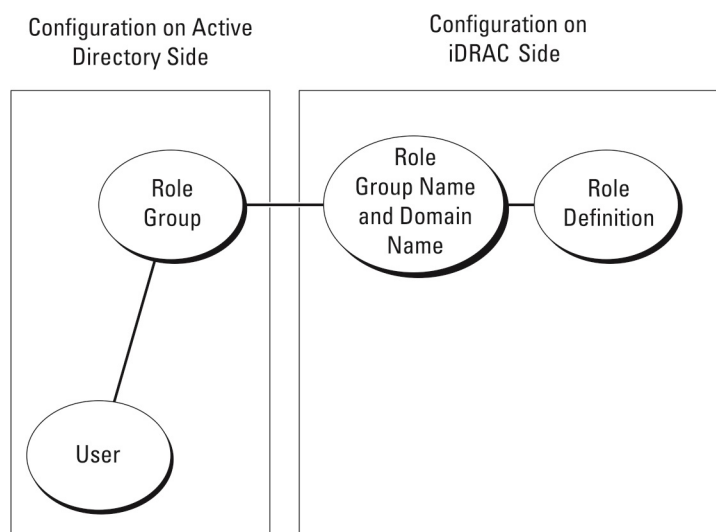 Configuration on Active
Directory Side
Configuration on
iDRAC Side
Role
Group
Role
Group Name
and Domain
Name
Role
Definition
User